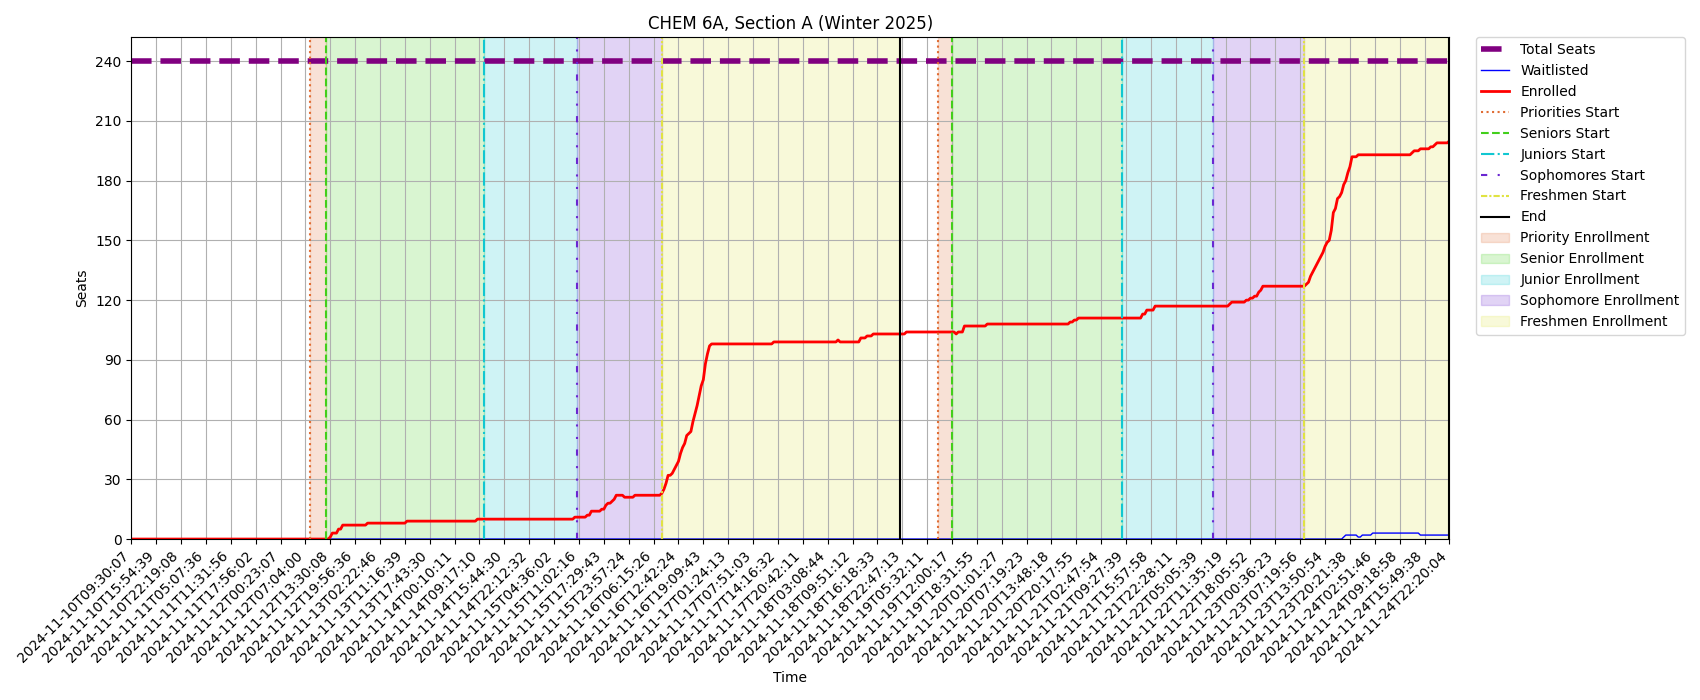 CHEM 6A, Section A (Winter 2025)
Seats
240
210
180
150
120
90
60
30
0
2024-11-10T09:30:07
2024-11-10T15:54:39
2024-11-10T22:19:08
2024-11-11T05:07:36
2024-11-11T11:31:56
2024-11-11T17:56:02
2024-11-12T00:23:07
2024-11-12T07:04:00
2024-11-12T13:30:08
2024-11-12T19:56:36
2024-11-13T03:22:46
2024-11-13T11:16:39
2024-11-13T17:43:30
2024-11-14T00:10:11
2024-11-14T09:17:10
2024-11-14T15:44:30
2024-11-14T22:12:32
2024-11-15T04:36:02
2024-11-15T11:02:16
2024-11-15T17:29:43
2024-11-15T23:57:24
2024-11-16T06:15:26
2024-11-16T12:42:24
2024-11-16T19:09:43
2024-11-17T01:24:13
2024-11-17T07:51:03
2024-11-17T14:16:32
2024-11-17T20:42:11
2024-11-18T03:08:44
2024-11-18T09:51:12
2024-11-18T16:18:33
2024-11-18T22:47:13
2024-11-19T05:32:11
2024-11-19T12:00:17
2024-11-19T18:31:55
2024-11-20T01:01:27
2024-11-20T07:19:23
2024-11-20T13:48:18
2024-11-20T20:17:55
2024-11-21T02:47:54
2024-11-21T09:27:39
2024-11-21T15:57:58
2024-11-21T22:28:11
2024-11-22T05:05:39
2024-11-22T11:35:19
2024-11-22T18:05:52
2024-11-23T00:36:23
2024-11-23T07:19:56
2024-11-23T13:50:54
2024-11-23T20:21:38
2024-11-24T02:51:46
2024-11-24T09:18:58
2024-11-24T15:49:38
2024-11-24T22:20:04
Time
Total Seats
Waitlisted
Enrolled
Priorities Start
Seniors Start
Juniors Start
Sophomores Start
Freshmen Start
End
Priority Enrollment
Senior Enrollment
Junior Enrollment
Sophomore Enrollment
Freshmen Enrollment